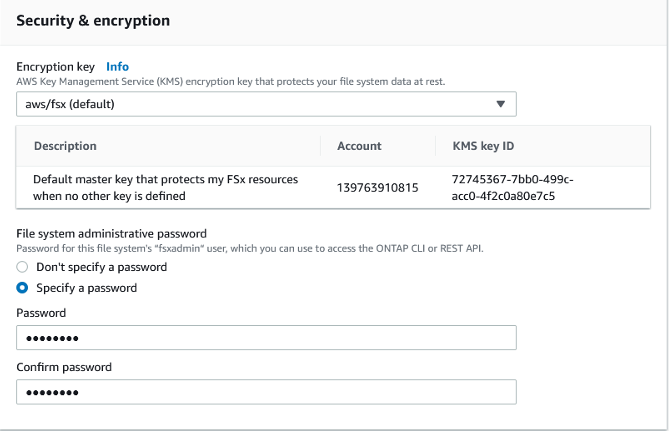 Security & encryption
Encryption key Info
AWS Key Management Service (KMS) encryption key that protects your file system data at rest.
aws/fsx (default)
Description Account KMS key ID
Default master key that protects my FSx resources when no other key is defined
139763910815
72745367-7bb0-499c-acc0-4f2c0a80e7c5
File system administrative password
Password for this file system's "fsxadmin" user, which you can use to access the ONTAP CLI or REST API.
Don't specify a password
Specify a password
Password
••••••••
Confirm password
••••••••